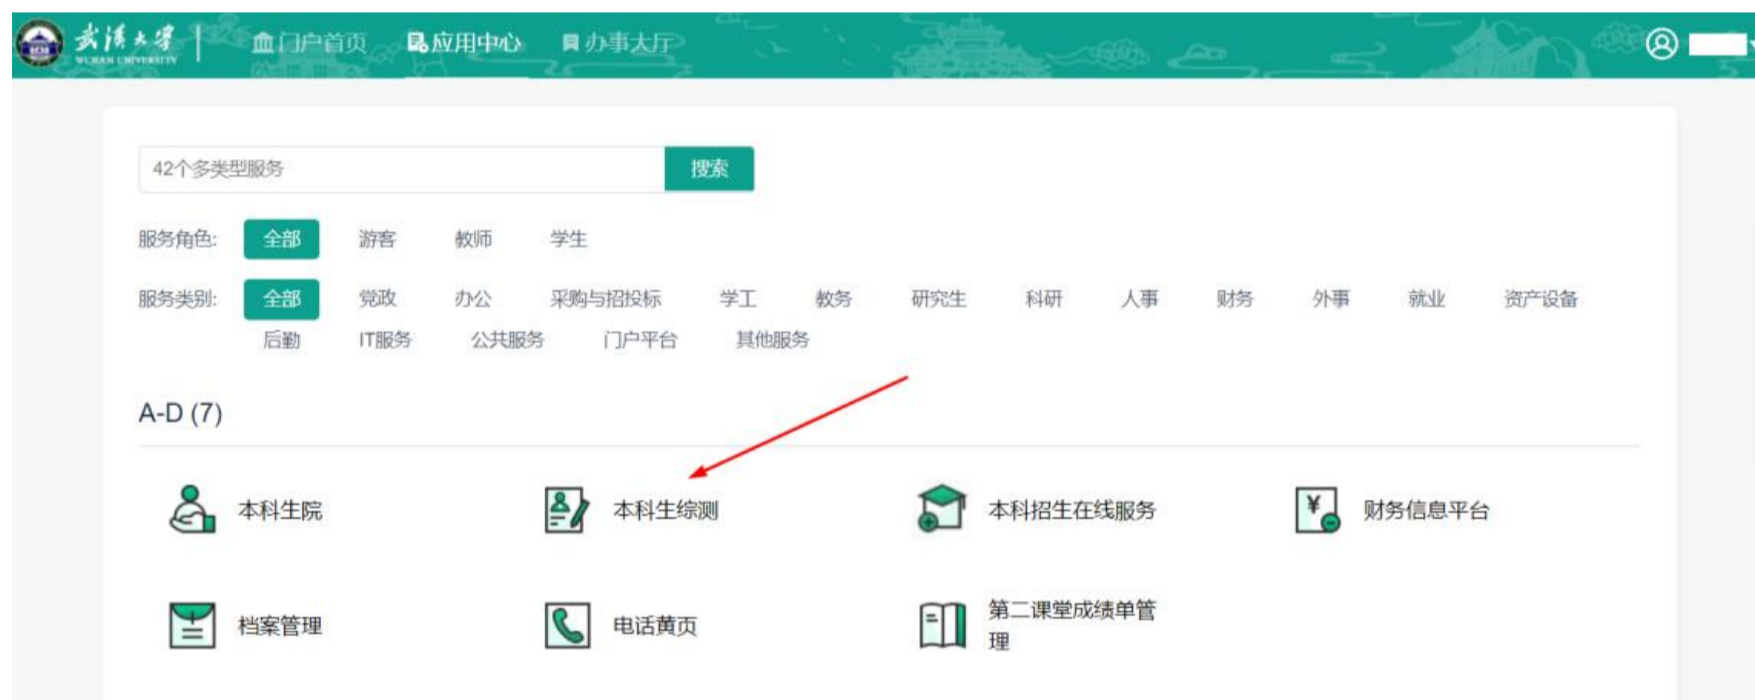 武汉大学
WUHAN UNIVERSITY
门户首页 应用中心 办事大厅
42个多类型服务 搜索
服务角色: 全部 游客 教师 学生
服务类别: 全部 党政 办公 采购与招投标 学工 教务 研究生 科研 人事 财务 外事 就业 资产设备
后勤 IT服务 公共服务 门户平台 其他服务
A-D (7)
本科生院 本科生综测 本科招生在线服务 财务信息平台
档案管理 电话黄页 第二课堂成绩单管
理